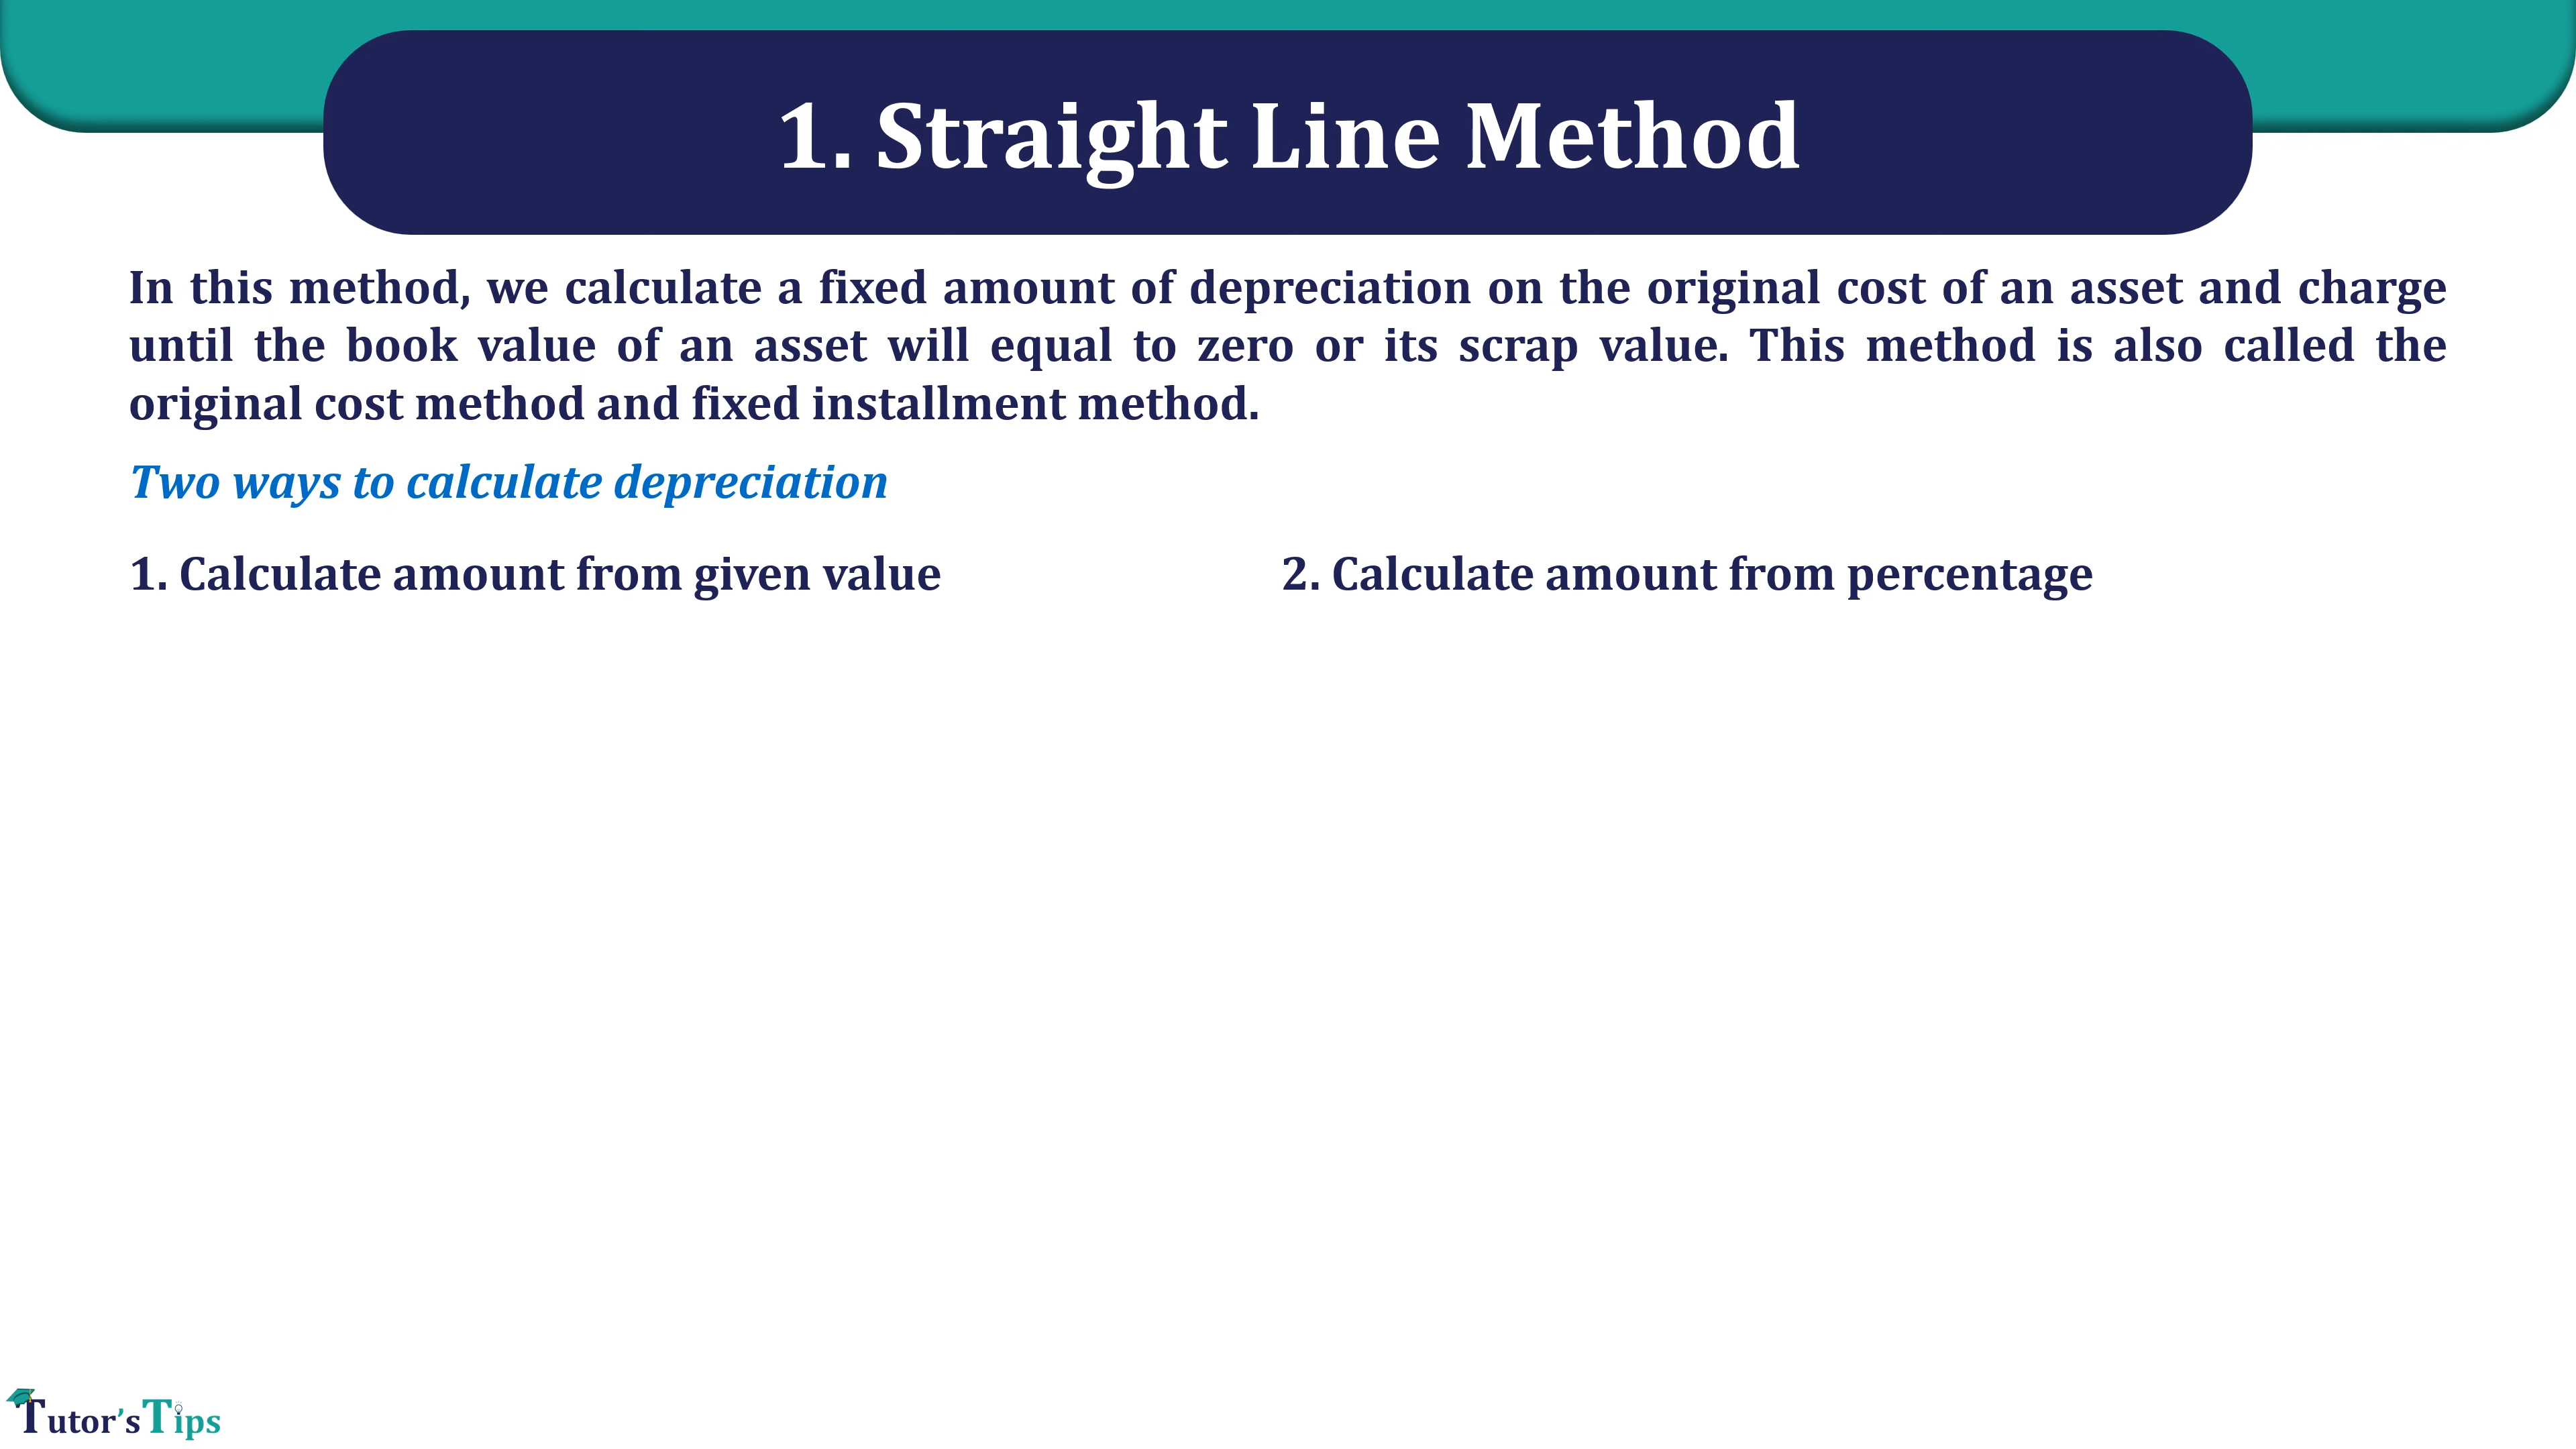 1. Straight Line Method
In this method, we calculate a fixed amount of depreciation on the original cost of an asset and charge
until the book value of an asset will equal to zero or its scrap value. This method is also called the
original cost method and fixed installment method.
Two ways to calculate depreciation
1. Calculate amount from given value
2. Calculate amount from percentage
Tutor'sTips